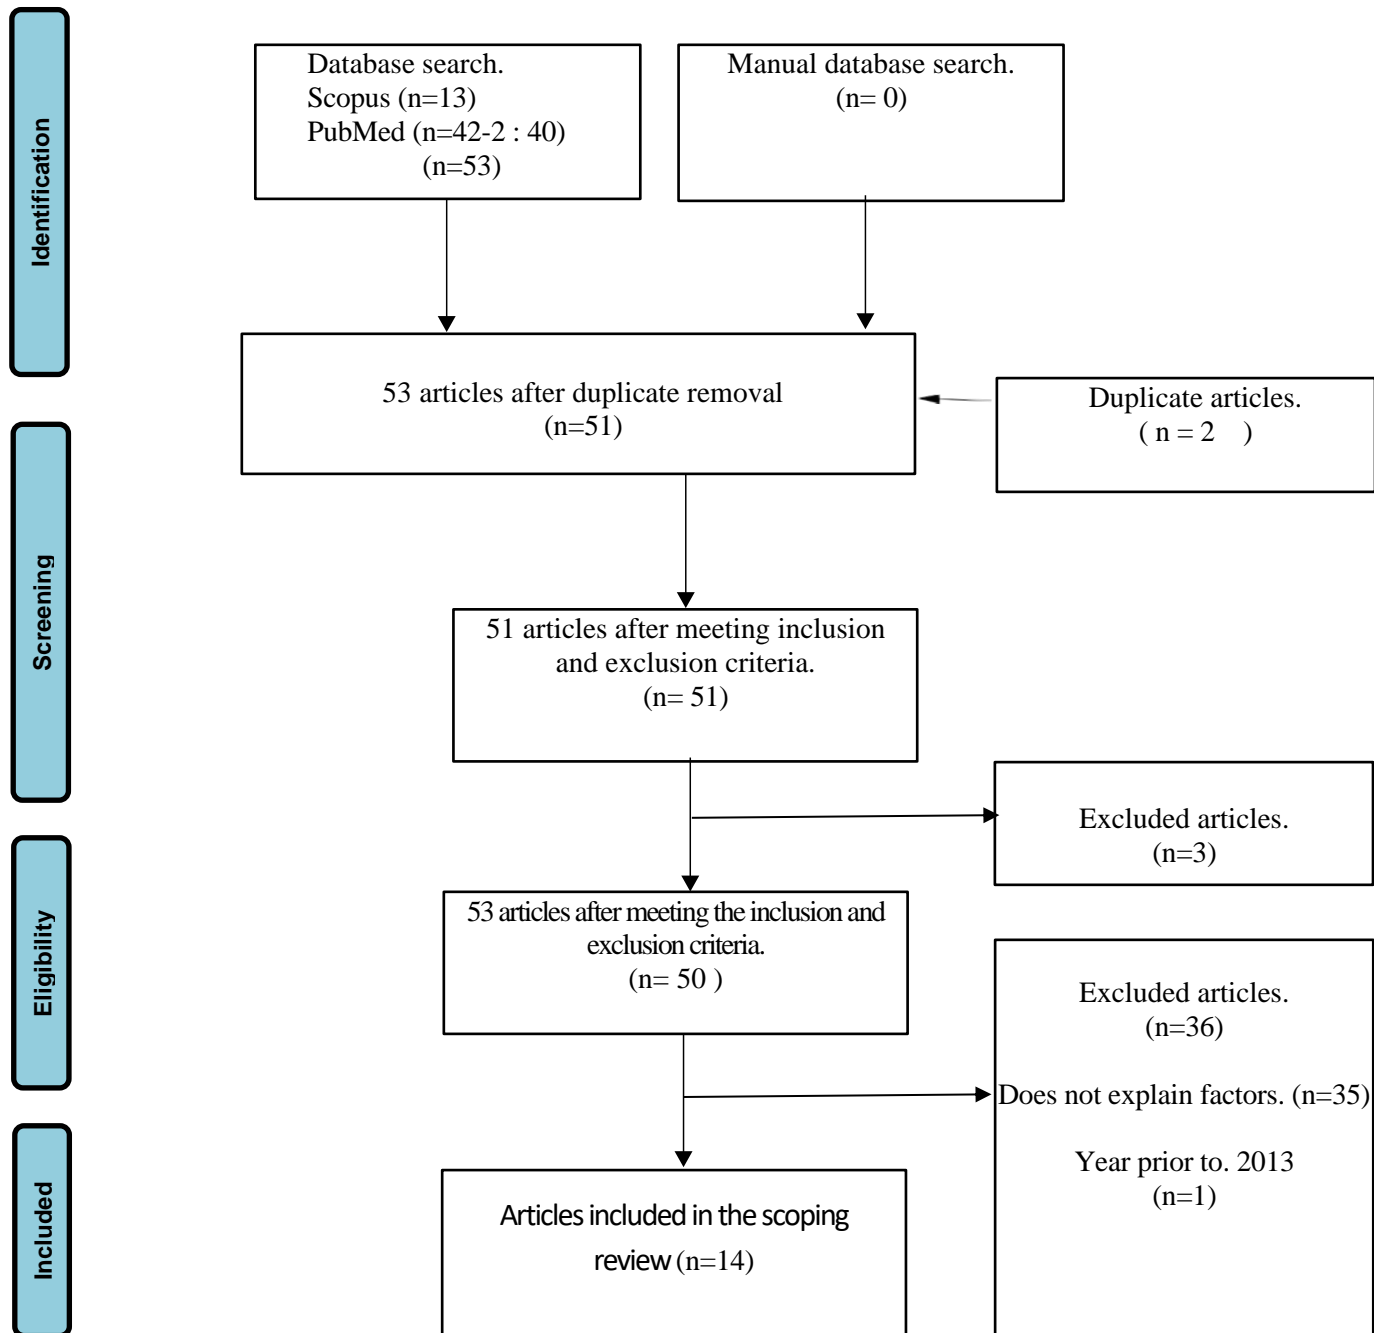 Identification
Database search.
Scopus (n=13)
PubMed (n=42-2 : 40)
(n=53)
Manual database search.
(n= 0)
53 articles after duplicate removal
(n=51)
Duplicate articles.
( n = 2 )
Screening
51 articles after meeting inclusion
and exclusion criteria.
(n= 51)
Excluded articles.
(n=3)
Eligibility
53 articles after meeting the inclusion and
exclusion criteria.
(n= 50 )
Excluded articles.
(n=36)
Does not explain factors. (n=35)
Year prior to. 2013
(n=1)
Included
Articles included in the scoping
review (n=14)